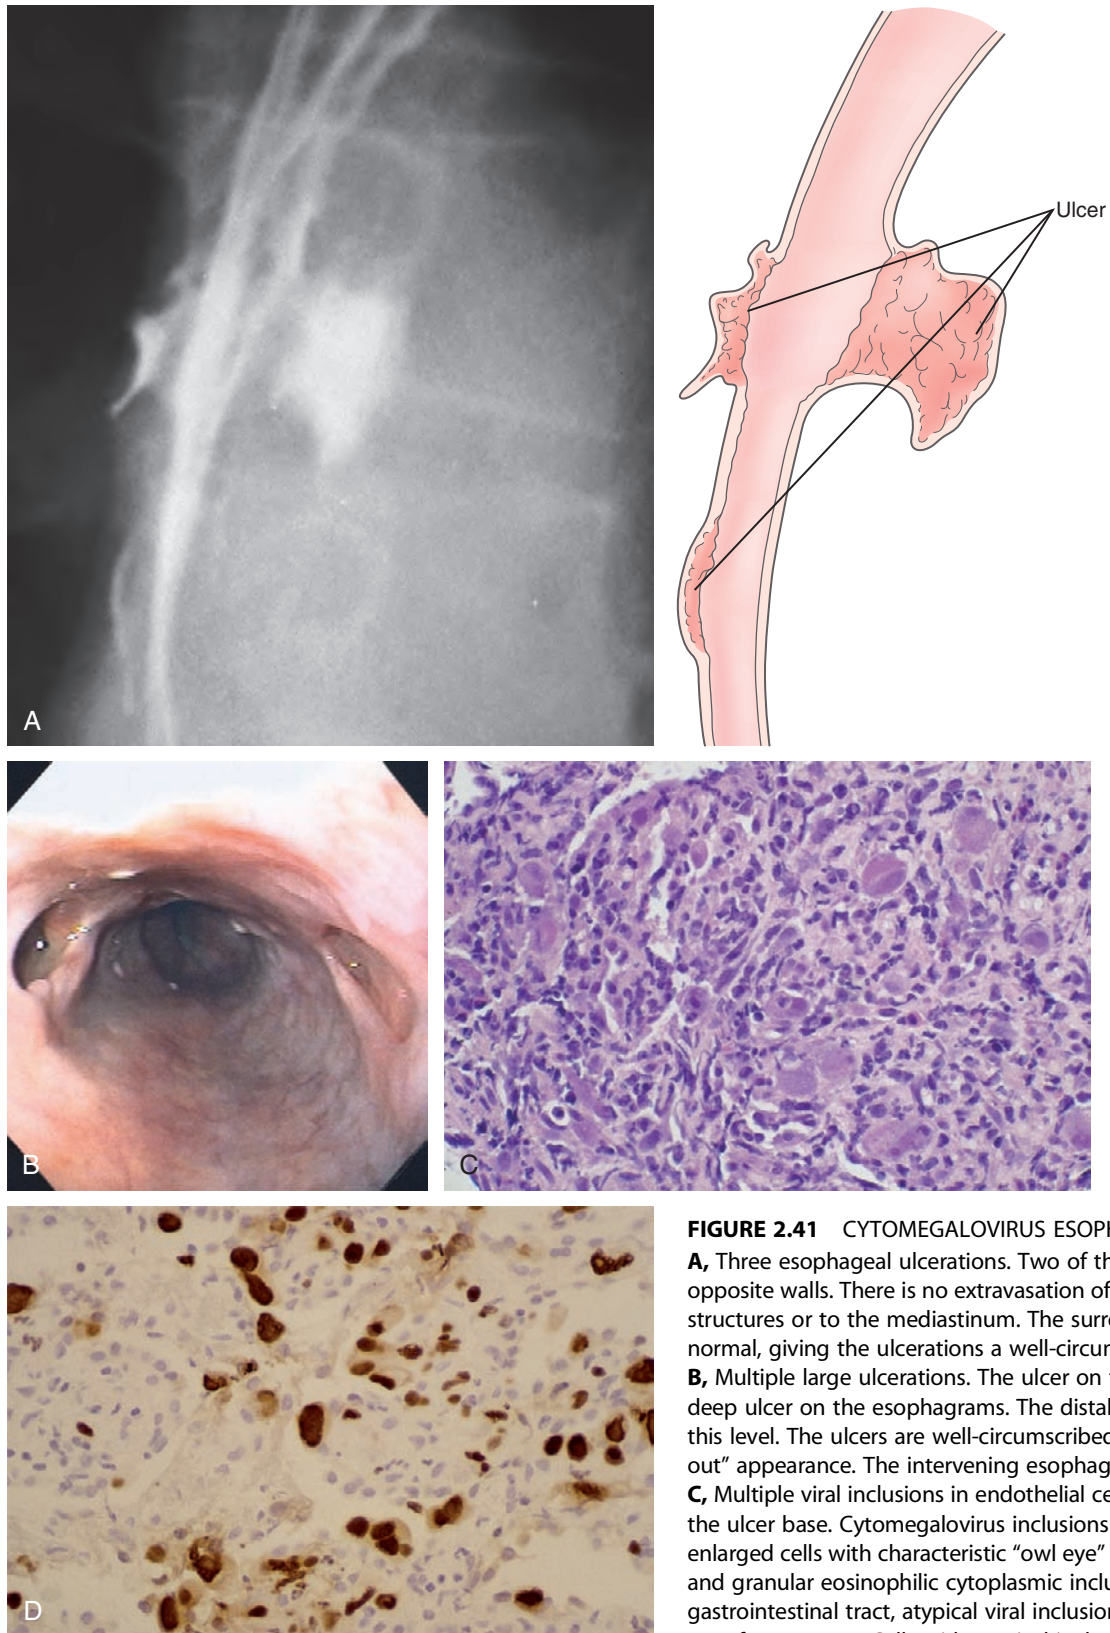 Ulcer
A
B
C
D
FIGURE 2.41 CYTOMEGALOVIRUS ESOPH
A, Three esophageal ulcerations. Two of th
opposite walls. There is no extravasation of
structures or to the mediastinum. The surr
normal, giving the ulcerations a well-circur
B, Multiple large ulcerations. The ulcer on
deep ulcer on the esophagrams. The distal
this level. The ulcers are well-circumscribed
out” appearance. The intervening esophag
C, Multiple viral inclusions in endothelial ce
the ulcer base. Cytomegalovirus inclusions
enlarged cells with characteristic “owl eye”
and granular eosinophilic cytoplasmic inclu
gastrointestinal tract, atypical viral inclusion